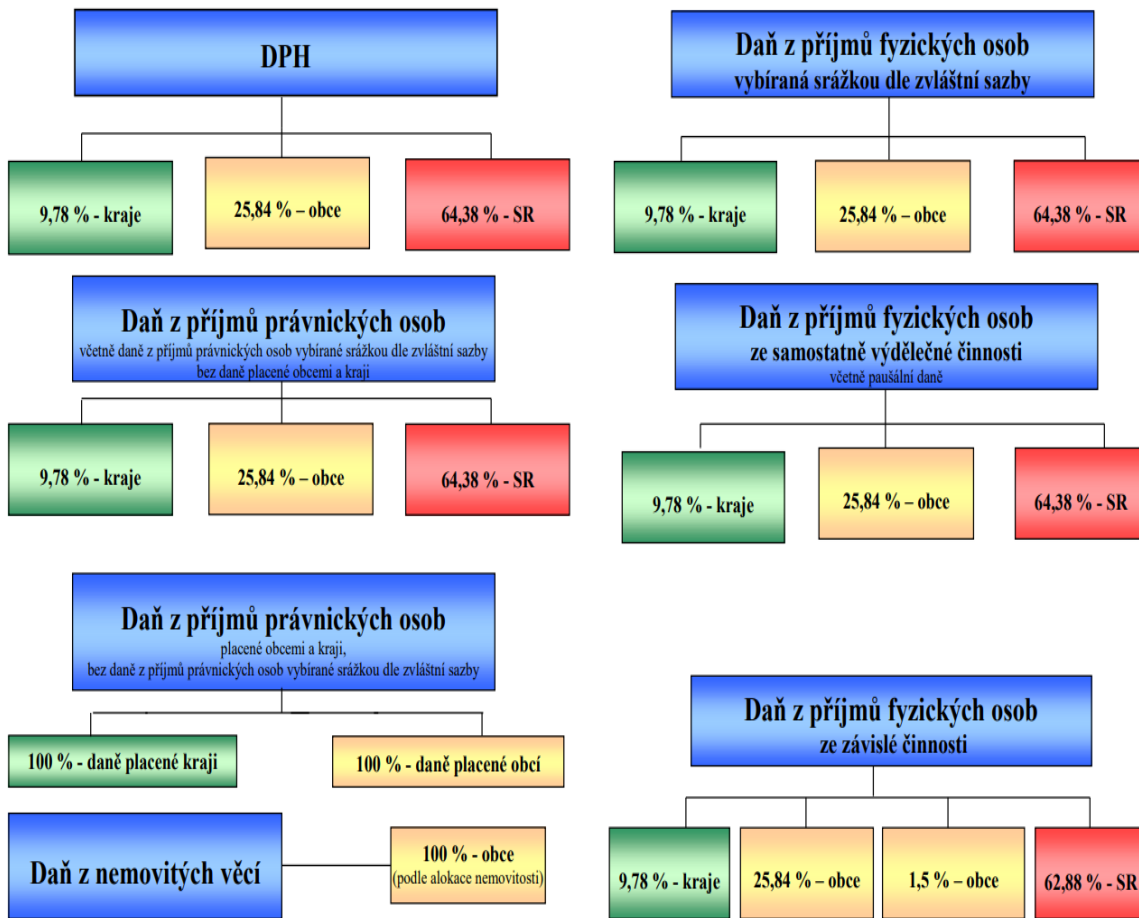 DPH
9,78 % - kraje
25,84 % – obce
64,38 % - SR
Daň z příjmů fyzických osob
vybíraná srážkou dle zvláštní sazby
9,78 % - kraje
25,84 % – obce
64,38 % - SR
Daň z příjmů právnických osob
včetně daně z příjmů právnických osob vybírané srážkou dle zvláštní sazby
bez daně placené obcemi a kraji
9,78 % - kraje
25,84 % – obce
64,38 % - SR
Daň z příjmů fyzických osob
ze samostatně výdělečné činnosti
včetně paušální daně
9,78 % - kraje
25,84 % – obce
64,38 % - SR
Daň z příjmů právnických osob
placené obcemi a kraji,
bez daně z příjmů právnických osob vybírané srážkou dle zvláštní sazby
100 % - daně placené kraji
100 % - daně placené obcí
Daň z nemovitých věcí
100 % - obce
(podle alokace nemovitosti)
Daň z příjmů fyzických osob
ze závislé činnosti
9,78 % - kraje
25,84 % – obce
1,5 % – obce
62,88 % - SR